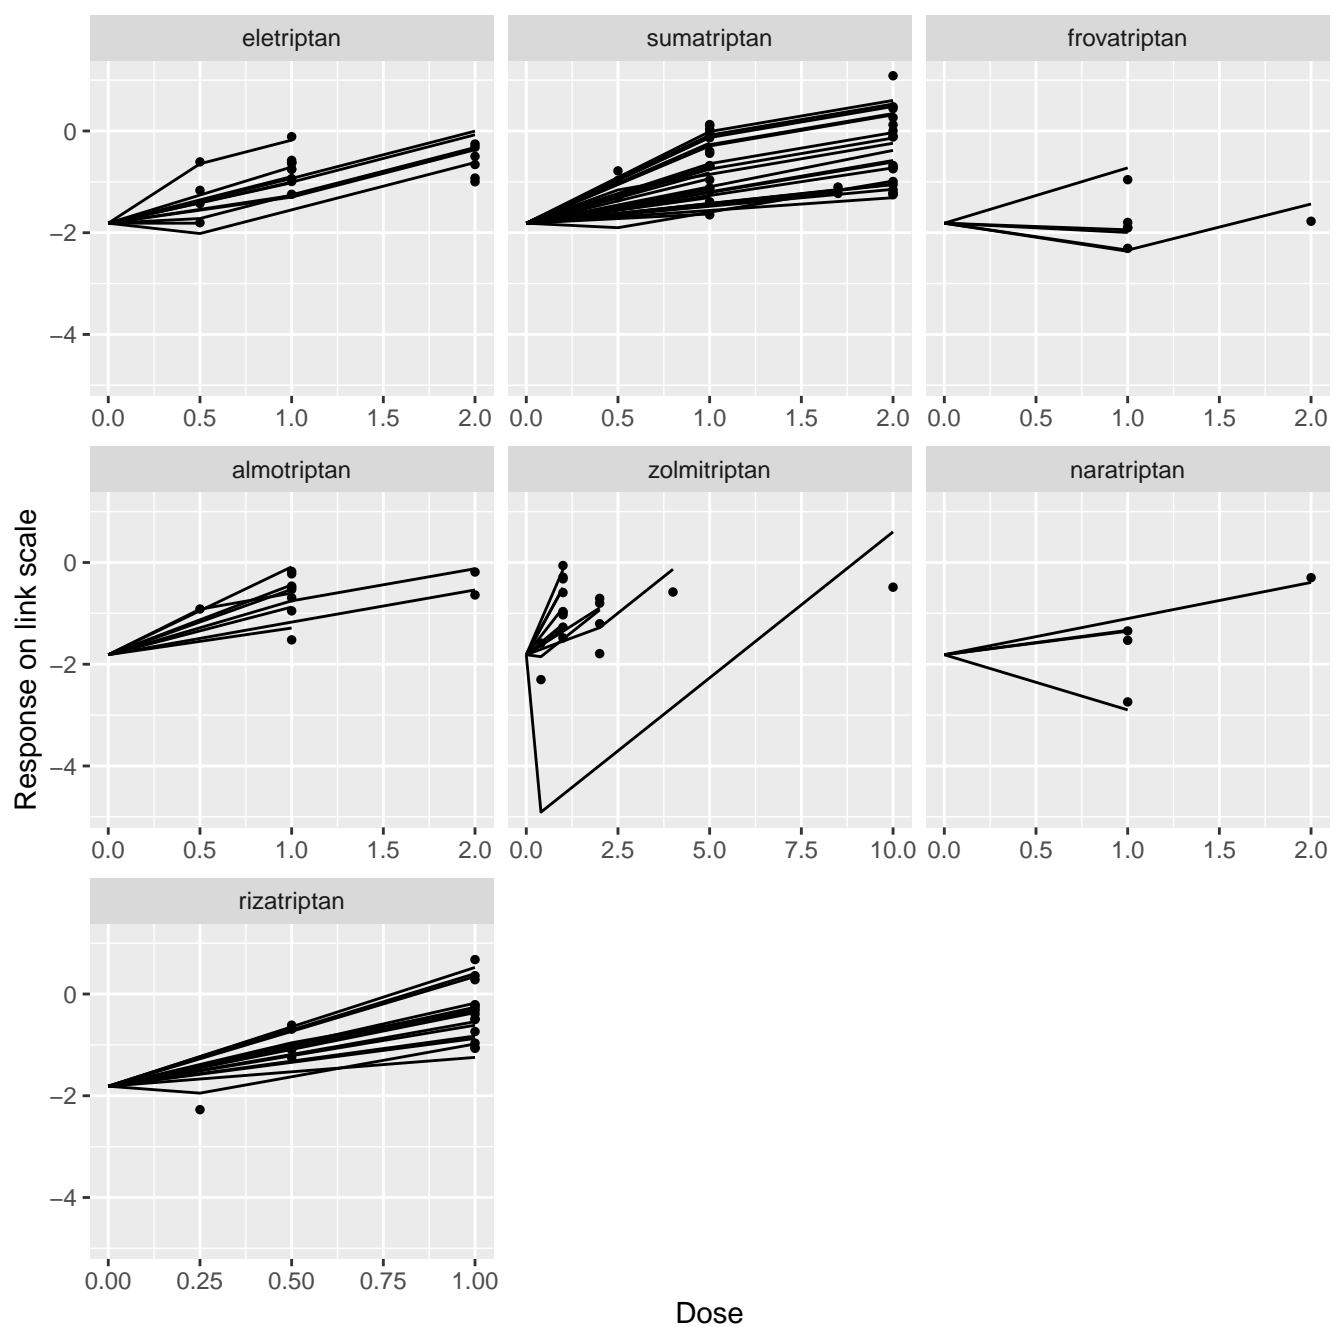 eletriptan sumatriptan frovatriptan
0
−2
−4
0.0 0.5 1.0 1.5 2.0 0.0 0.5 1.0 1.5 2.0 0.0 0.5 1.0 1.5 2.0
almotriptan zolmitriptan naratriptan
0
−2
−4
0.0 0.5 1.0 1.5 2.0 0.0 2.5 5.0 7.5 10.0 0.0 0.5 1.0 1.5 2.0
rizatriptan
0
−2
−4
0.00 0.25 0.50 0.75 1.00
Dose
Response on link scale